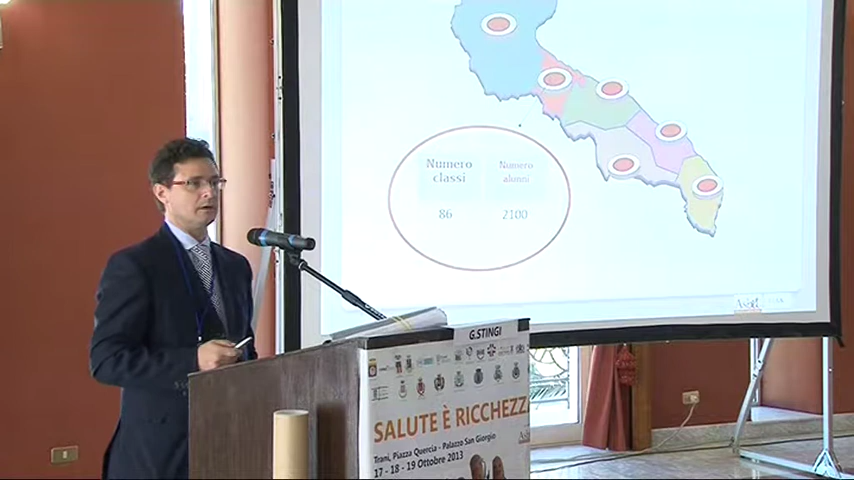 Numero
classi
Numero
alunni
86
2100
G.STINGI
SALUTE È RICCHEZZ
Trani, Piazza Quercia - Palazzo San Giorgio
17 - 18 - 19 Ottobre 2013